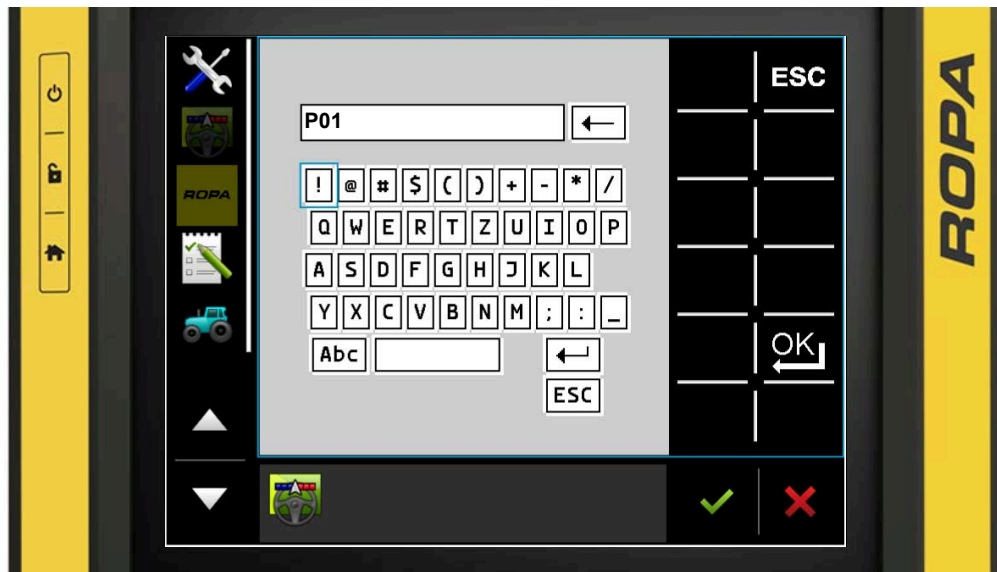 ESC
P01
ROPA
! @ # $ ( ) + - * /
Q W E R T Z U I O P
A S D F G H J K L
Y X C V B N M ; : _
Abc
OK
ESC
ROPA